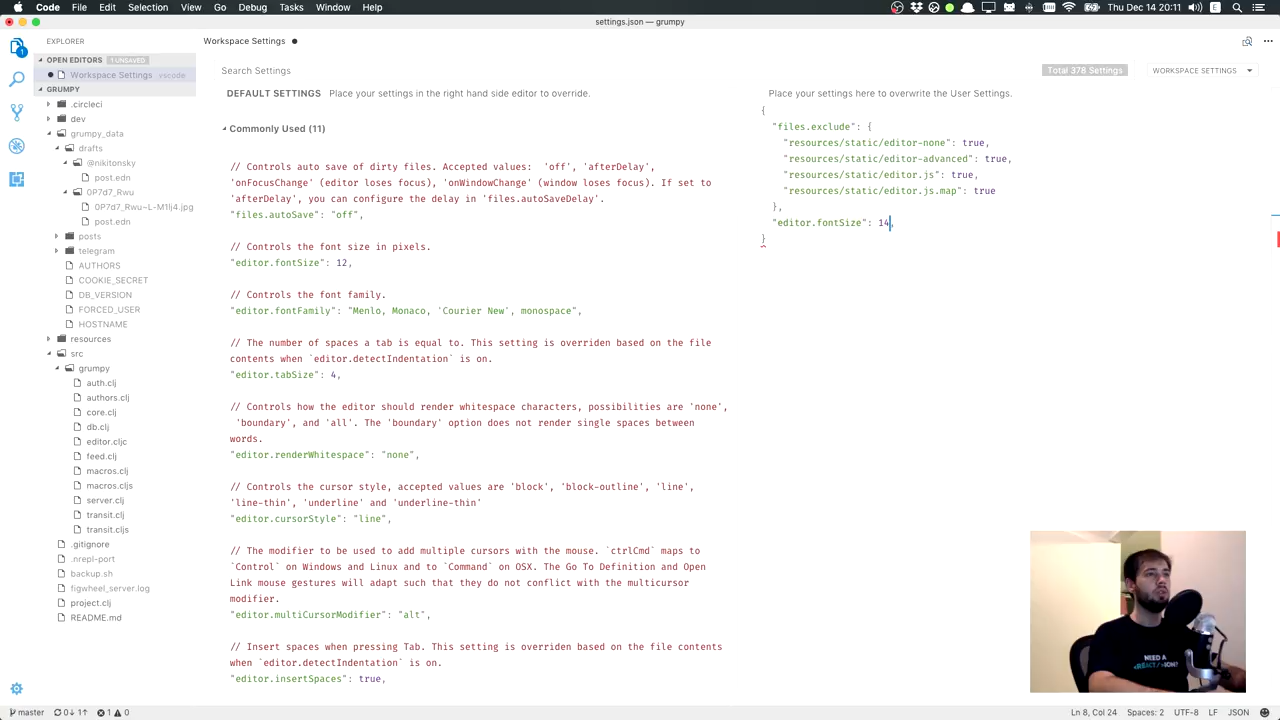 settings.json — grumpy
Thu Dec 14 20:11
EXPLORER
OPEN EDITORS 1 UNSAVED
Workspace Settings vscode
GRUMPY
.circleci
dev
grumpy_data
drafts
@nikitonsky
post.edn
0P7d7_Rwu
0P7d7_Rwu~L-M1lj4.jpg
post.edn
posts
telegram
AUTHORS
COOKIE_SECRET
DB_VERSION
FORCED_USER
HOSTNAME
resources
src
grumpy
auth.clj
authors.clj
core.clj
db.clj
editor.cljc
feed.clj
macros.clj
macros.cljs
server.clj
transit.clj
transit.cljs
.gitignore
.nrepl-port
backup.sh
figwheel_server.log
project.clj
README.md
Workspace Settings
Search Settings
Total 378 Settings
WORKSPACE SETTINGS
DEFAULT SETTINGS Place your settings in the right hand side editor to override.
Commonly Used (11)
// Controls auto save of dirty files. Accepted values:  'off', 'afterDelay',
'onFocusChange' (editor loses focus), 'onWindowChange' (window loses focus). If set to
'afterDelay', you can configure the delay in 'files.autoSaveDelay'.
"files.autoSave": "off",
// Controls the font size in pixels.
"editor.fontSize": 12,
// Controls the font family.
"editor.fontFamily": "Menlo, Monaco, 'Courier New', monospace",
// The number of spaces a tab is equal to. This setting is overriden based on the file
contents when `editor.detectIndentation` is on.
"editor.tabSize": 4,
// Controls how the editor should render whitespace characters, possibilities are 'none',
'boundary', and 'all'. The 'boundary' option does not render single spaces between
words.
"editor.renderWhitespace": "none",
// Controls the cursor style, accepted values are 'block', 'block-outline', 'line',
'line-thin', 'underline' and 'underline-thin'
"editor.cursorStyle": "line",
// The modifier to be used to add multiple cursors with the mouse. `ctrlCmd` maps to
`Control` on Windows and Linux and to `Command` on OSX. The Go To Definition and Open
Link mouse gestures will adapt such that they do not conflict with the multicursor
modifier.
"editor.multiCursorModifier": "alt",
// Insert spaces when pressing Tab. This setting is overriden based on the file contents
when `editor.detectIndentation` is on.
"editor.insertSpaces": true,
Place your settings here to overwrite the User Settings.
{
"files.exclude": {
"resources/static/editor-none": true,
"resources/static/editor-advanced": true,
"resources/static/editor.js": true,
"resources/static/editor.js.map": true
},
"editor.fontSize": 14,
}
NEED A
master 0↓ 1↑ 1 0
Ln 8, Col 24 Spaces: 2 UTF-8 LF JSON